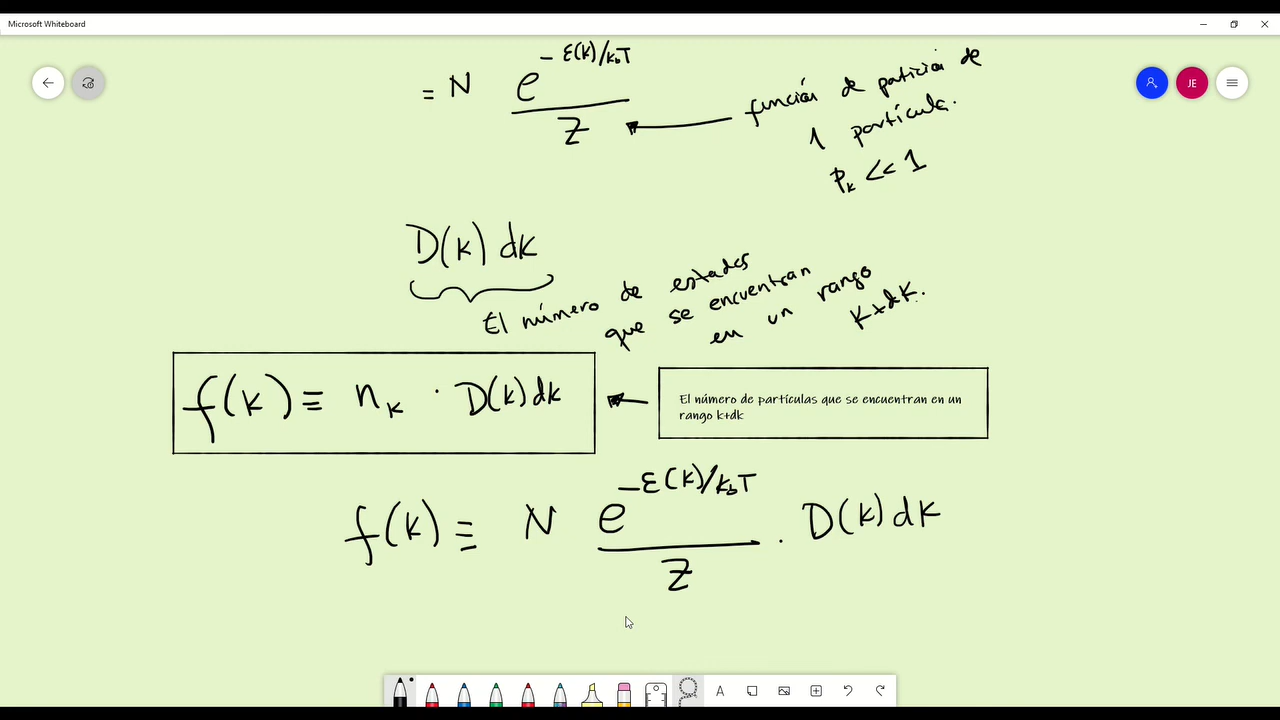 Microsoft Whiteboard
= N e^{-ε(k)/k_bT} / Z
función de partición de
1 partícula.
p_k << 1
JE
D(k) dk
El número de estados
que se encuentran
en un rango
k+dk.
f(k) ≡ n_k · D(k)dk
El número de partículas que se encuentran en un
rango k+dk
f(k) ≡ N e^{-ε(k)/k_bT} / Z · D(k)dk
A